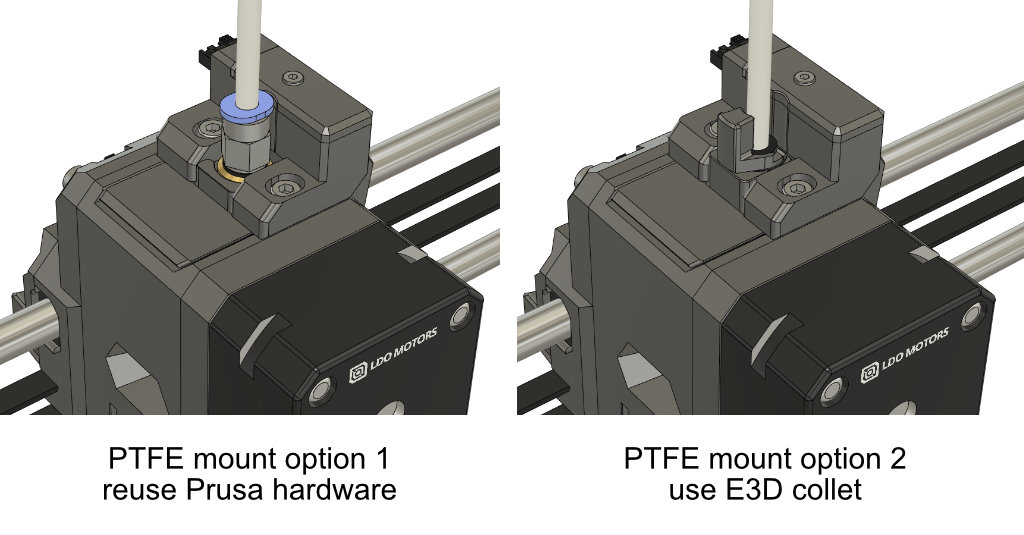 LDO MOTORS
LDO MOTORS
PTFE mount option 1
reuse Prusa hardware
PTFE mount option 2
use E3D collet